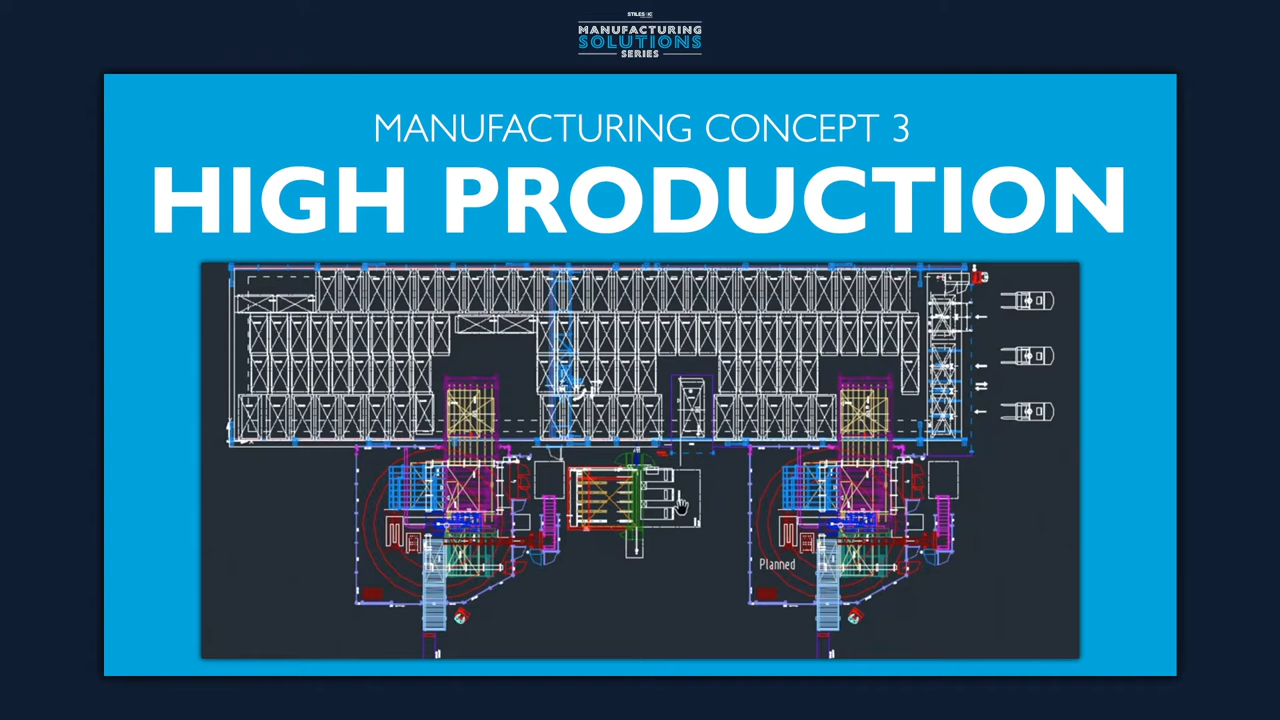 STILES
MANUFACTURING
SOLUTIONS
SERIES
MANUFACTURING CONCEPT 3
HIGH PRODUCTION
Planned